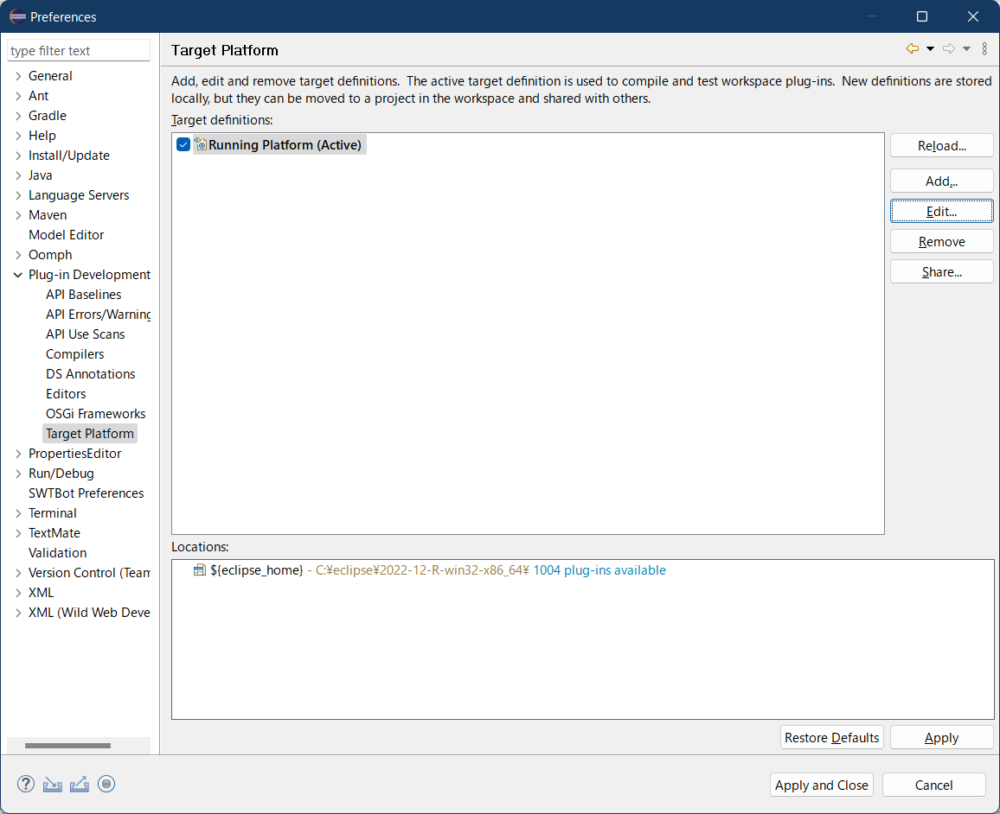 Preferences
type filter text
General
Ant
Gradle
Help
Install/Update
Java
Language Servers
Maven
Model Editor
Oomph
Plug-in Development
API Baselines
API Errors/Warning
API Use Scans
Compilers
DS Annotations
Editors
OSGi Frameworks
Target Platform
PropertiesEditor
Run/Debug
SWTBot Preferences
Terminal
TextMate
Validation
Version Control (Team
XML
XML (Wild Web Deve
Target Platform
Add, edit and remove target definitions.  The active target definition is used to compile and test workspace plug-ins.  New definitions are stored
locally, but they can be moved to a project in the workspace and shared with others.
Target definitions:
Running Platform (Active)
Reload...
Add...
Edit...
Remove
Share...
Locations:
${eclipse_home} - C:¥eclipse¥2022-12-R-win32-x86_64¥ 1004 plug-ins available
Restore Defaults
Apply
Apply and Close
Cancel